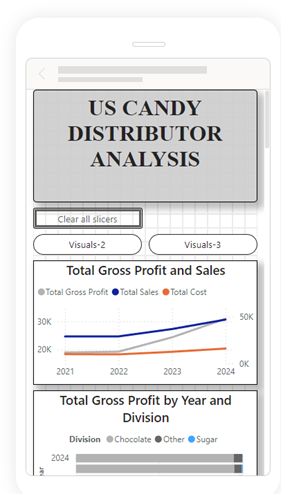 US CANDY
DISTRIBUTOR
ANALYSIS
Clear all slicers
Visuals-2 Visuals-3
Total Gross Profit and Sales
Total Gross Profit Total Sales Total Cost
30K 50K
20K
0K
2021 2022 2023 2024
Total Gross Profit by Year and
Division
Division Chocolate Other Sugar
2024